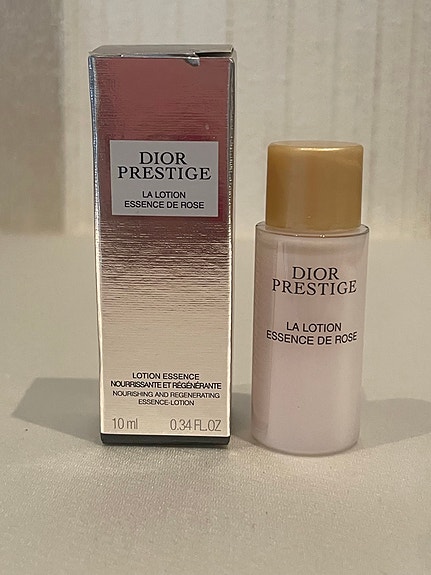 DIOR
PRESTIGE
LA LOTION
ESSENCE DE ROSE
LOTION ESSENCE
NOURRISSANTE ET RÉGÉNÉRANTE
NOURISHING AND REGENERATING
ESSENCE-LOTION
10 ml 0.34 FL.OZ
DIOR
PRESTIGE
LA LOTION
ESSENCE DE ROSE